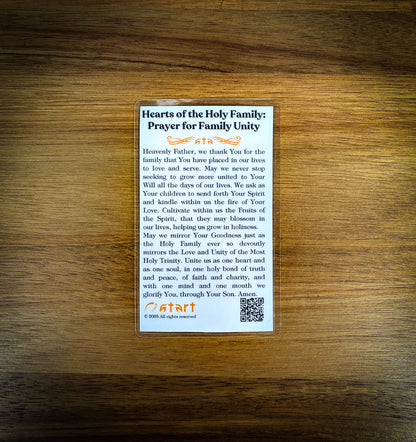 Hearts of the Holy Family:
Prayer for Family Unity
Heavenly Father, we thank You for the
family that You have placed in our lives
to love and serve. May we never stop
seeking to grow more united to Your
Will all the days of our lives. We ask as
Your children to send forth Your Spirit
and kindle within us the fire of Your
Love. Cultivate within us the Fruits of
the Spirit, that they may blossom in
our lives, helping us grow in holiness.
May we mirror Your Goodness just as
the Holy Family ever so devoutly
mirrors the Love and Unity of the Most
Holy Trinity. Unite us as one heart and
as one soul, in one holy bond of truth
and peace, of faith and charity, and
with one mind and one mouth we
glorify You, through Your Son. Amen.
start
All rights reserved